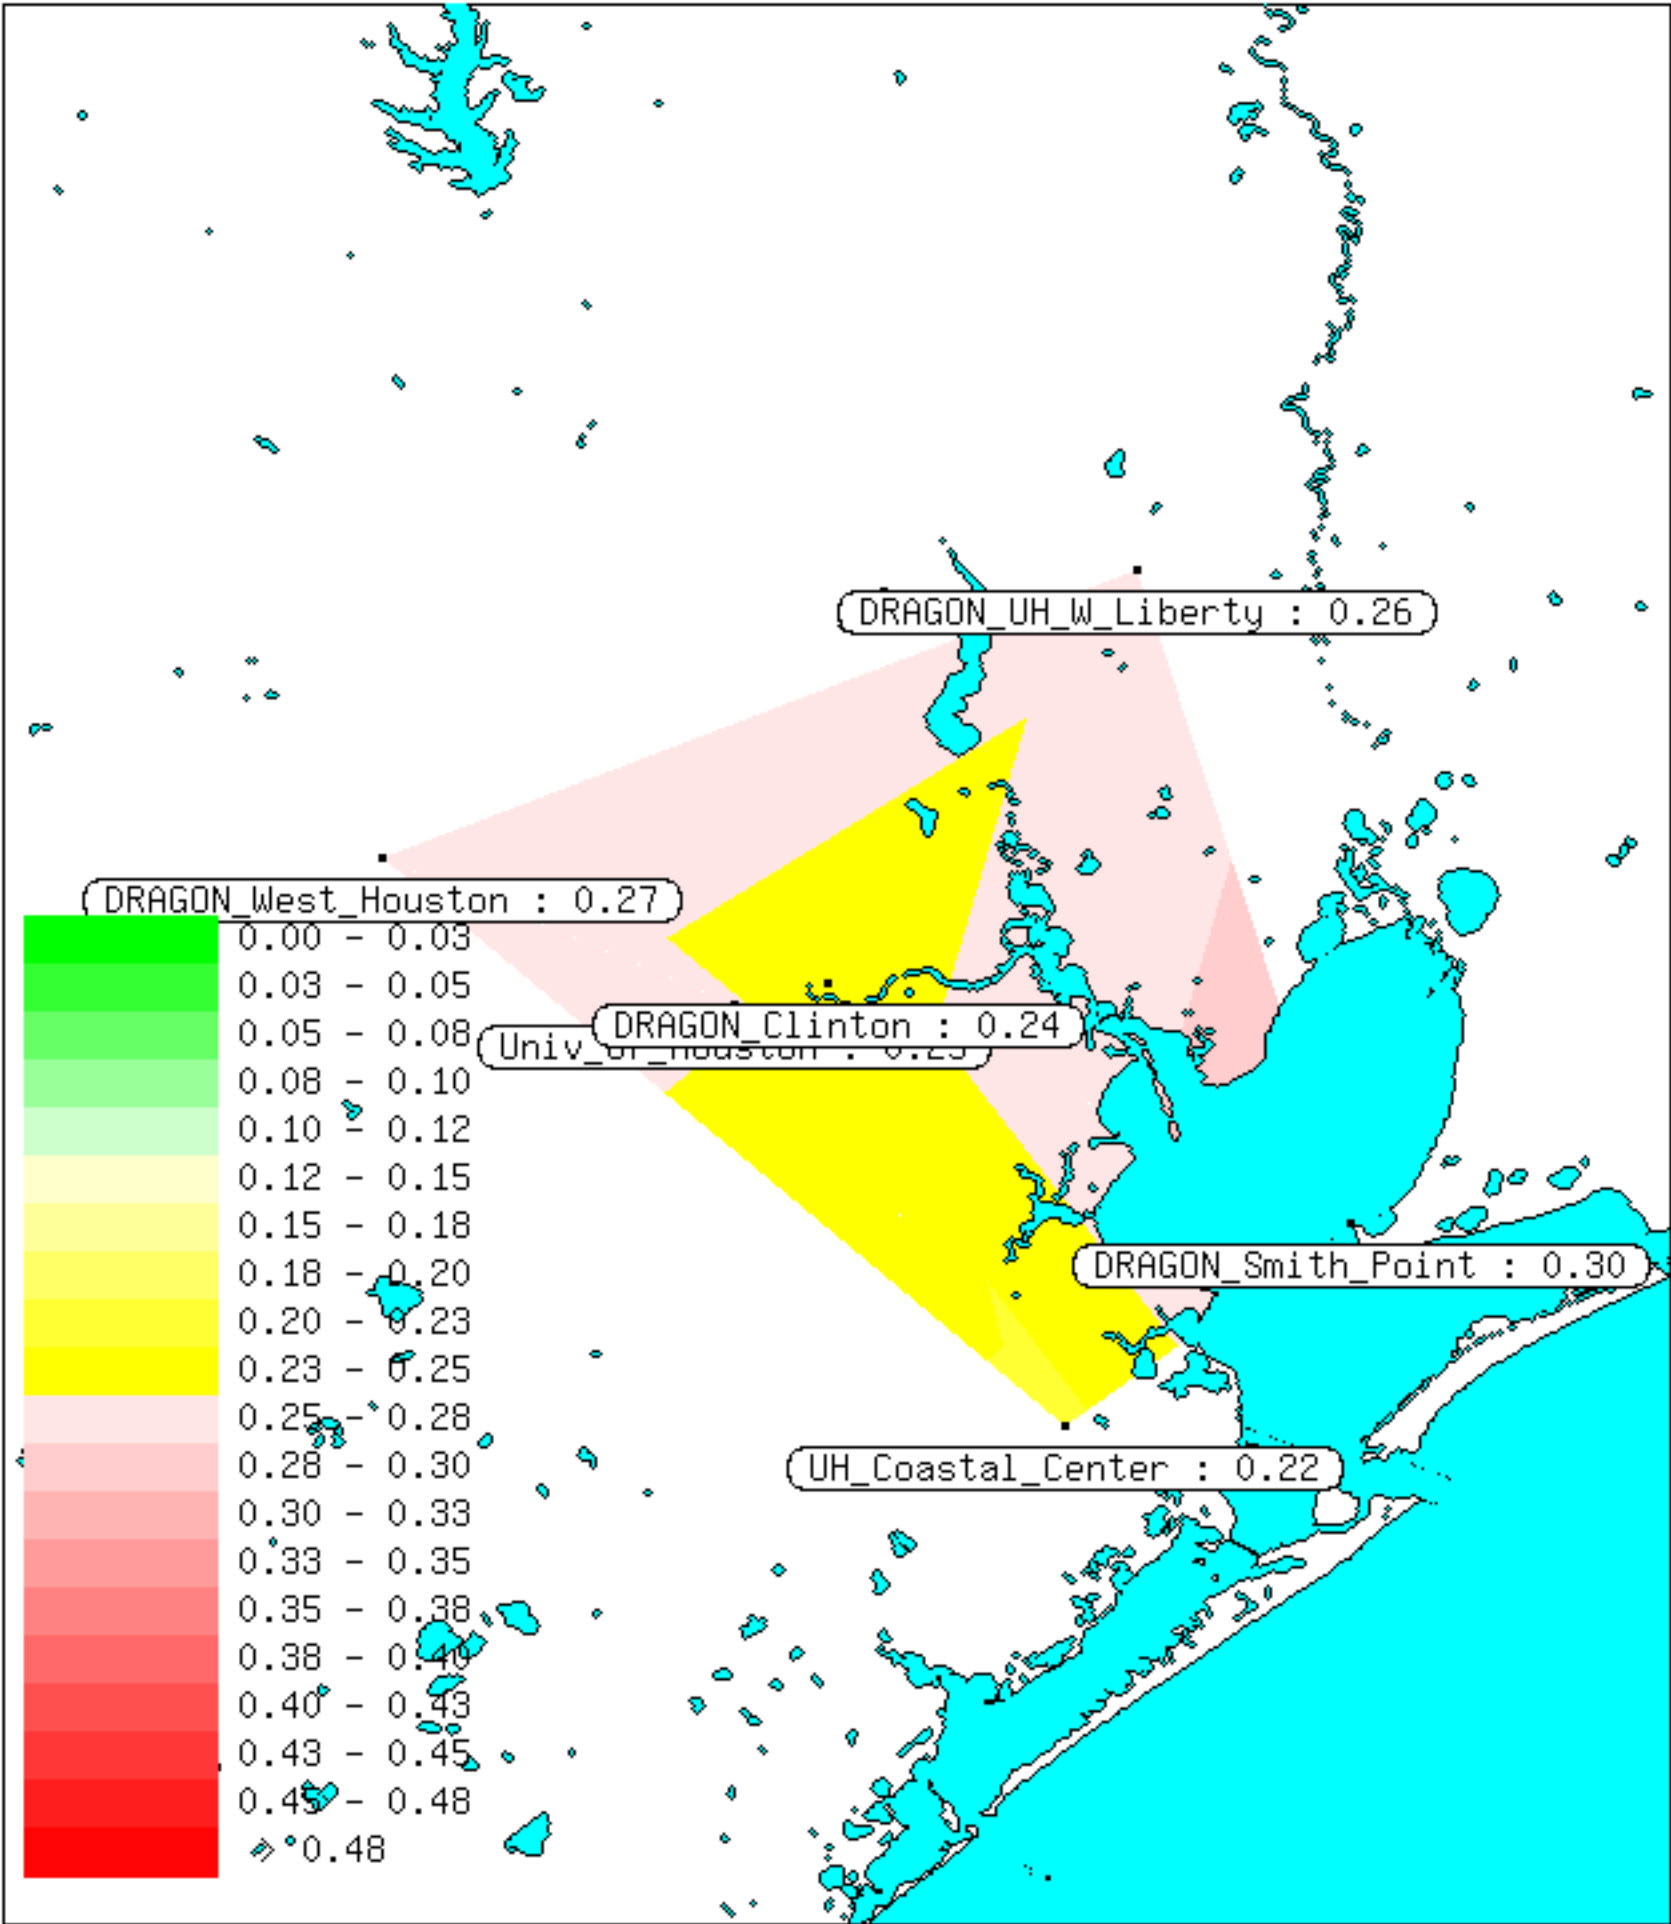 DRAGON_UH_W_Liberty : 0.26
DRAGON_West_Houston : 0.27
DRAGON_Clinton : 0.24
Univ_of_Houston :
DRAGON_Smith_Point : 0.30
UH_Coastal_Center : 0.22
0.00 - 0.03
0.03 - 0.05
0.05 - 0.08
0.08 - 0.10
0.10 - 0.12
0.12 - 0.15
0.15 - 0.18
0.18 - 0.20
0.20 - 0.23
0.23 - 0.25
0.25 - 0.28
0.28 - 0.30
0.30 - 0.33
0.33 - 0.35
0.35 - 0.38
0.38 - 0.40
0.40 - 0.43
0.43 - 0.45
0.45 - 0.48
> 0.48